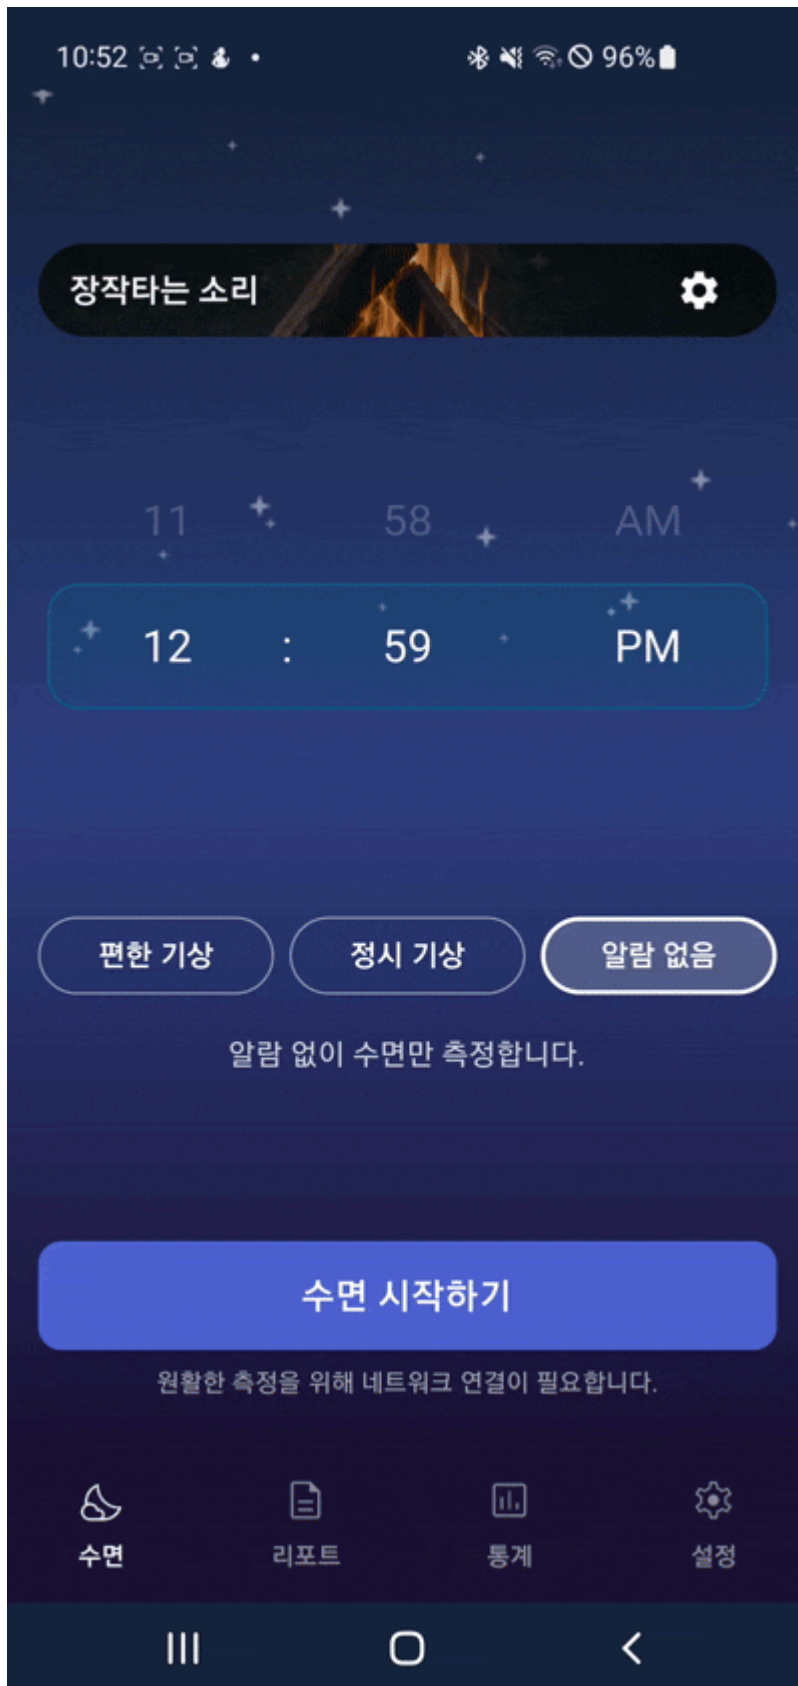 10:52 96%
장작타는 소리
11 58 AM
12 : 59 PM
편한 기상 정시 기상 알람 없음
알람 없이 수면만 측정합니다.
수면 시작하기
원활한 측정을 위해 네트워크 연결이 필요합니다.
수면 리포트 통계 설정